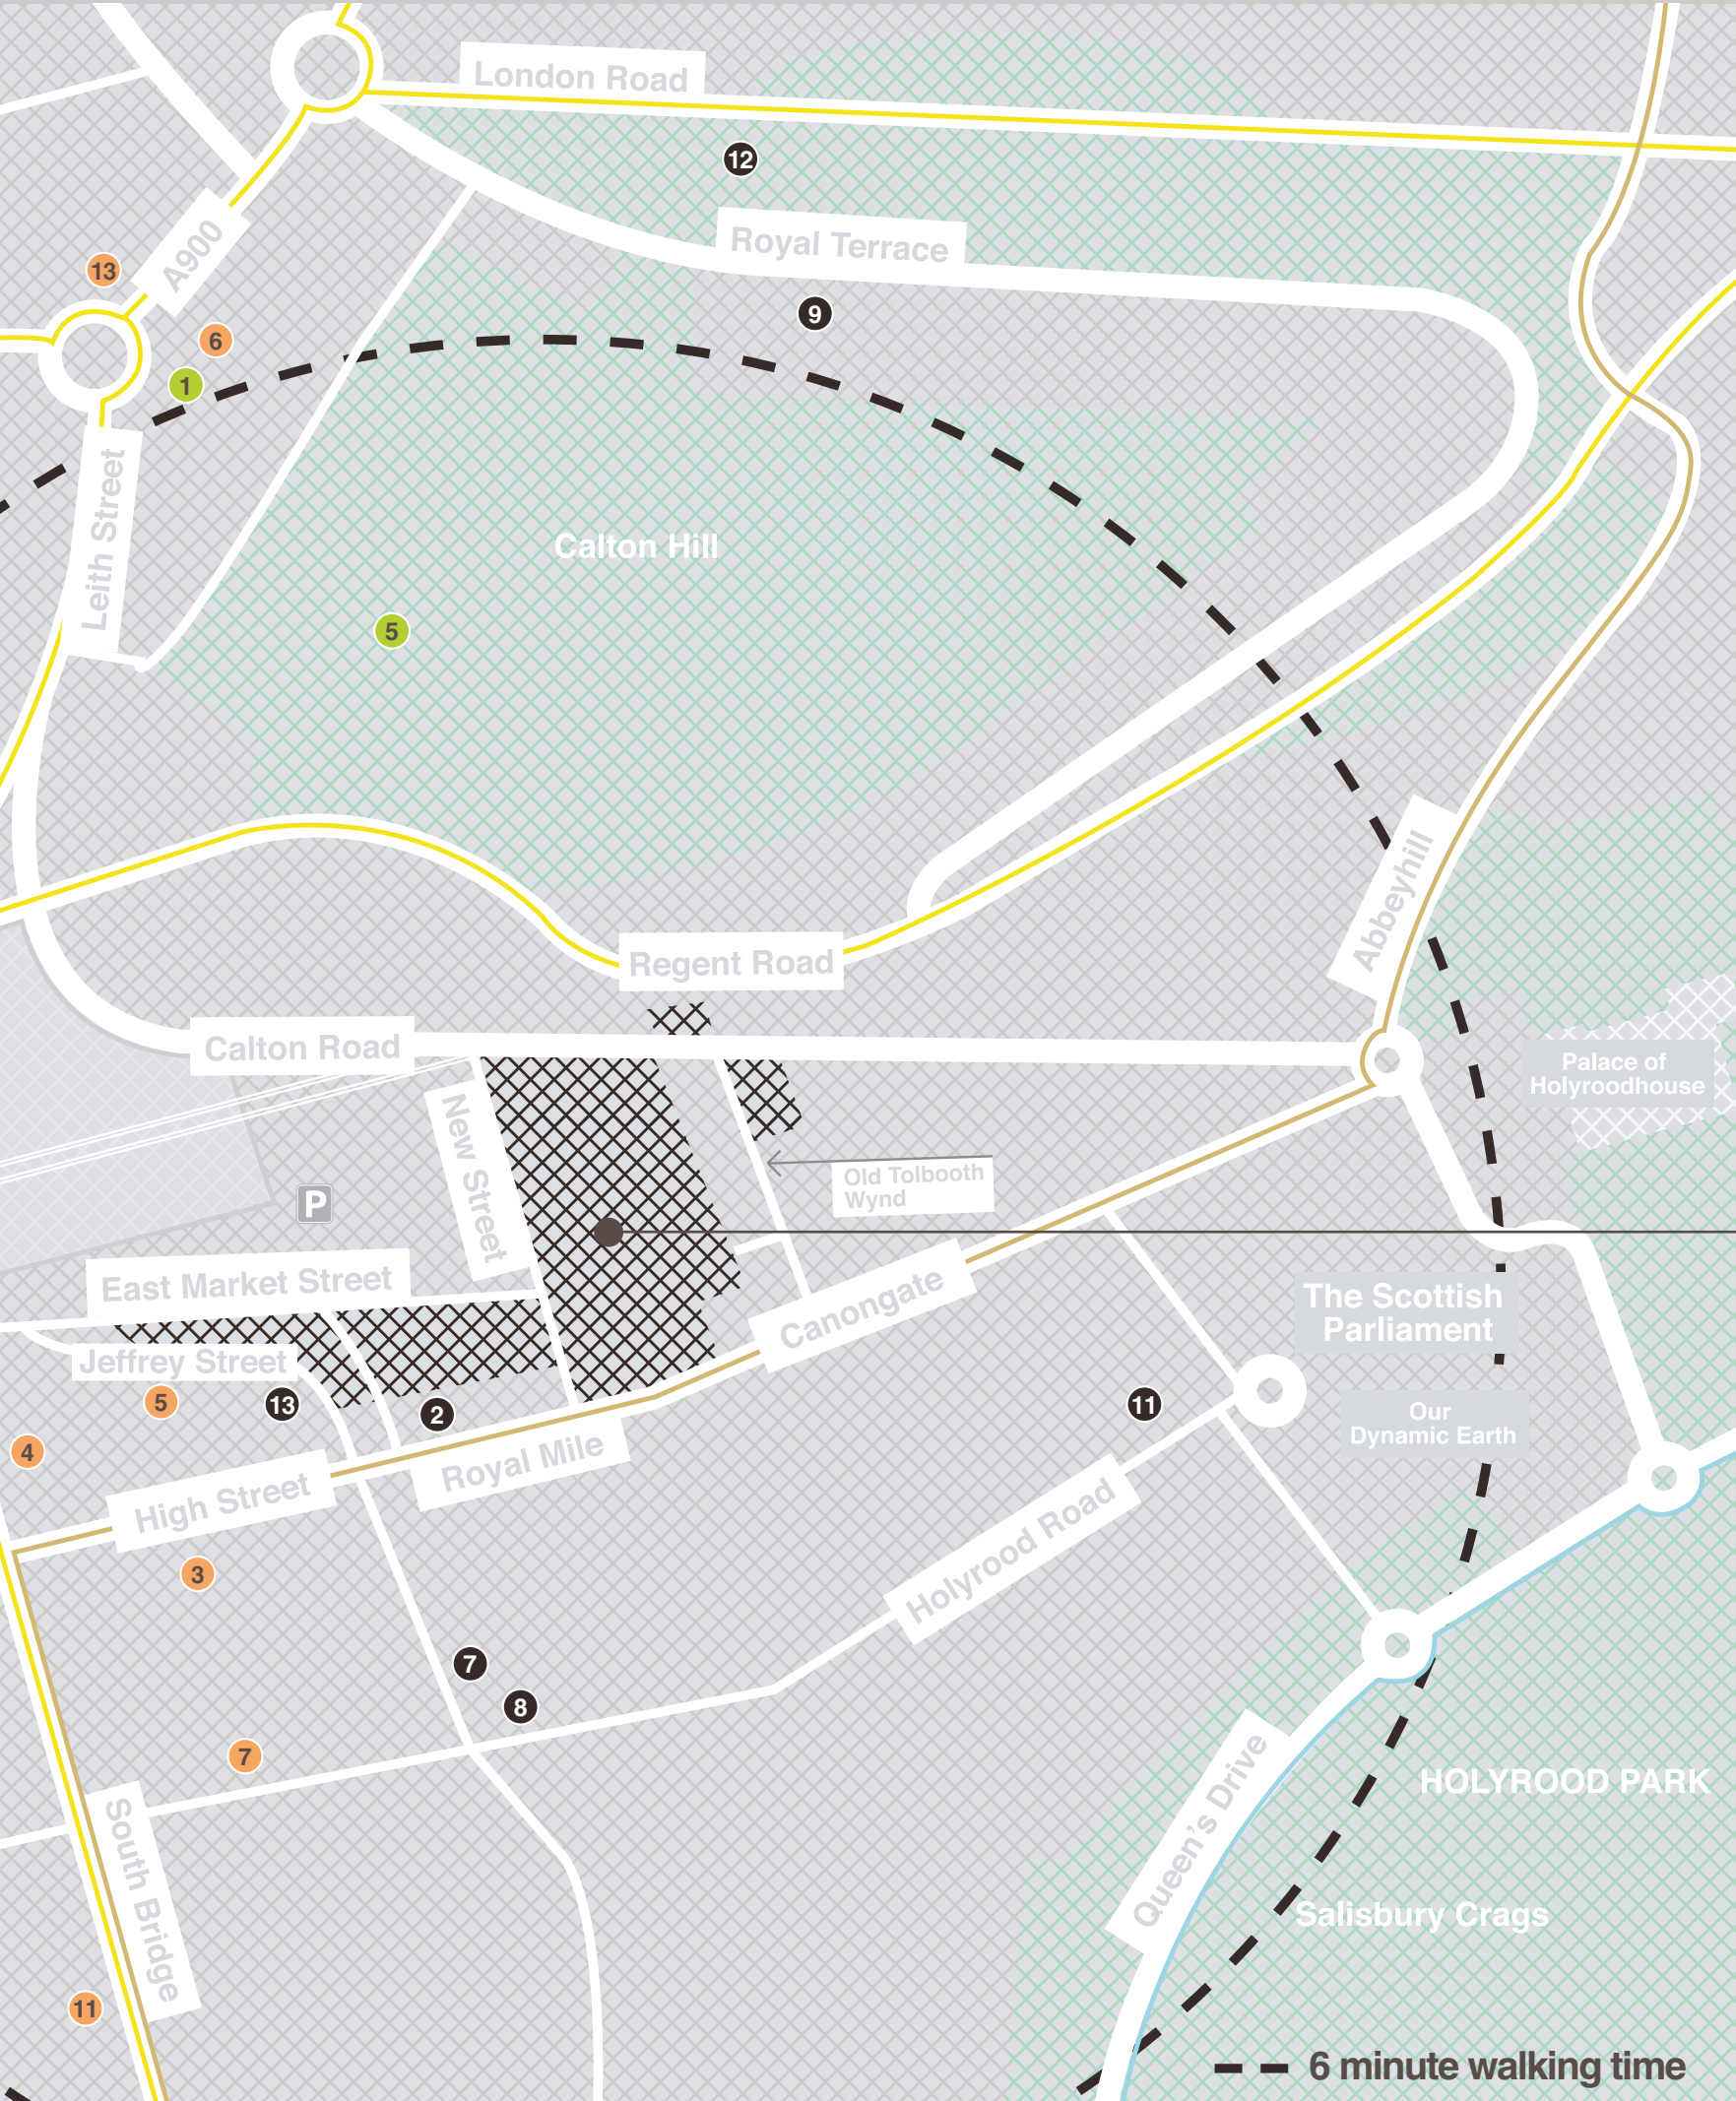 London Road
12
Royal Terrace
A900
13
9
6
1
Leith Street
Calton Hill
5
Abbeyhill
Regent Road
Calton Road
Palace of
Holyroodhouse
New Street
Old Tolbooth
Wynd
P
East Market Street
Canongate
The Scottish
Parliament
Jeffrey Street
5
13
2
11
Our
Dynamic Earth
4
Royal Mile
High Street
Holyrood Road
3
7
8
7
Queen's Drive
HOLYROOD PARK
South Bridge
Salisbury Crags
11
6 minute walking time